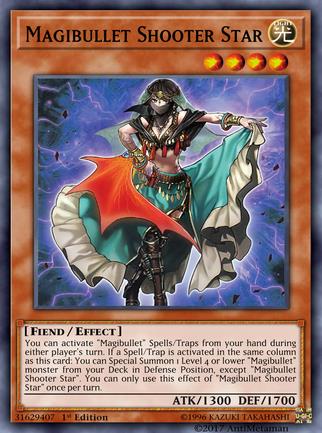 MAGIBULLET SHOOTER STAR
LIGHT
光
[FIEND / EFFECT]
You can activate "Magibullet" Spells/Traps from your hand during
either player's turn. If a Spell/Trap is activated in the same column
as this card: You can Special Summon 1 Level 4 or lower "Magibullet"
monster from your Deck in Defense Position, except "Magibullet
Shooter Star". You can only use this effect of "Magibullet Shooter
Star" once per turn.
ATK/1300 DEF/1700
31629407 1st Edition ©1996 KAZUKI TAKAHASHI
©2017 AntiMetaman